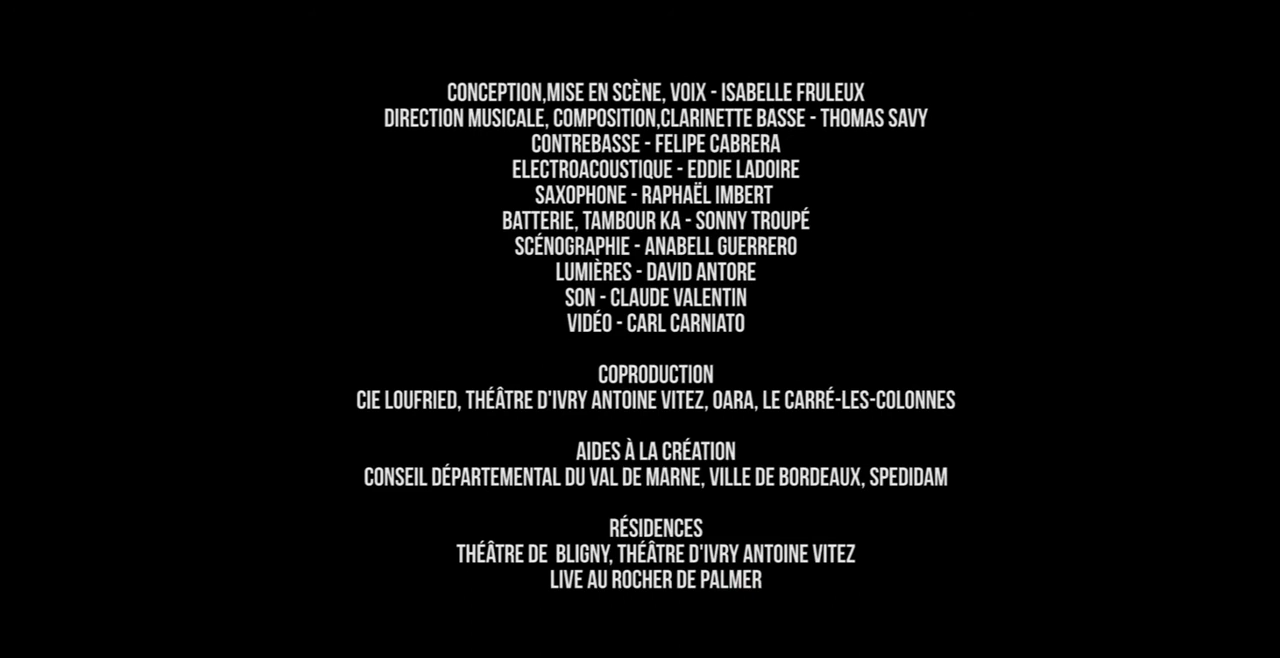 CONCEPTION,MISE EN SCÈNE, VOIX - ISABELLE FRULEUX
DIRECTION MUSICALE, COMPOSITION,CLARINETTE BASSE - THOMAS SAVY
CONTREBASSE - FELIPE CABRERA
ELECTROACOUSTIQUE - EDDIE LADOIRE
SAXOPHONE - RAPHAËL IMBERT
BATTERIE, TAMBOUR KA - SONNY TROUPÉ
SCÉNOGRAPHIE - ANABELL GUERRERO
LUMIÈRES - DAVID ANTORE
SON - CLAUDE VALENTIN
VIDÉO - CARL CARNIATO
COPRODUCTION
CIE LOUFRIED, THÉÂTRE D'IVRY ANTOINE VITEZ, OARA, LE CARRÉ-LES-COLONNES
AIDES À LA CRÉATION
CONSEIL DÉPARTEMENTAL DU VAL DE MARNE, VILLE DE BORDEAUX, SPEDIDAM
RÉSIDENCES
THÉÂTRE DE  BLIGNY, THÉÂTRE D'IVRY ANTOINE VITEZ
LIVE AU ROCHER DE PALMER